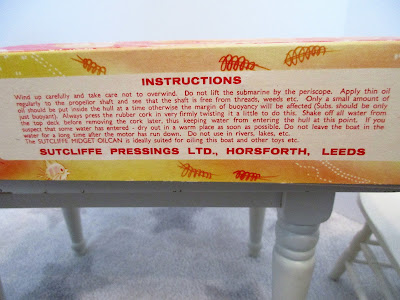 INSTRUCTIONS
Wind up carefully and take care not to overwind. Do not lift the submarine by the periscope. Apply thin oil
regularly to the propellor shaft and see that the shaft is free from threads, weeds etc. Only a small amount of
oil should be put inside the hull at a time otherwise the margin of buoyancy will be affected (Subs. should be only
just buoyant). Always press the rubber cork in very firmly twisting it a little to do this. Shake off all water from
the top deck before removing the cork later, thus keeping water from entering the hull at this point. If you
suspect that some water has entered - dry out in a warm place as soon as possible. Do not leave the boat in the
water for a long time after the motor has run down. Do not use in rivers, lakes, etc.
The SUTCLIFFE MIDGET OILCAN is ideally suited for oiling this boat and other toys etc.
SUTCLIFFE PRESSINGS LTD., HORSFORTH, LEEDS